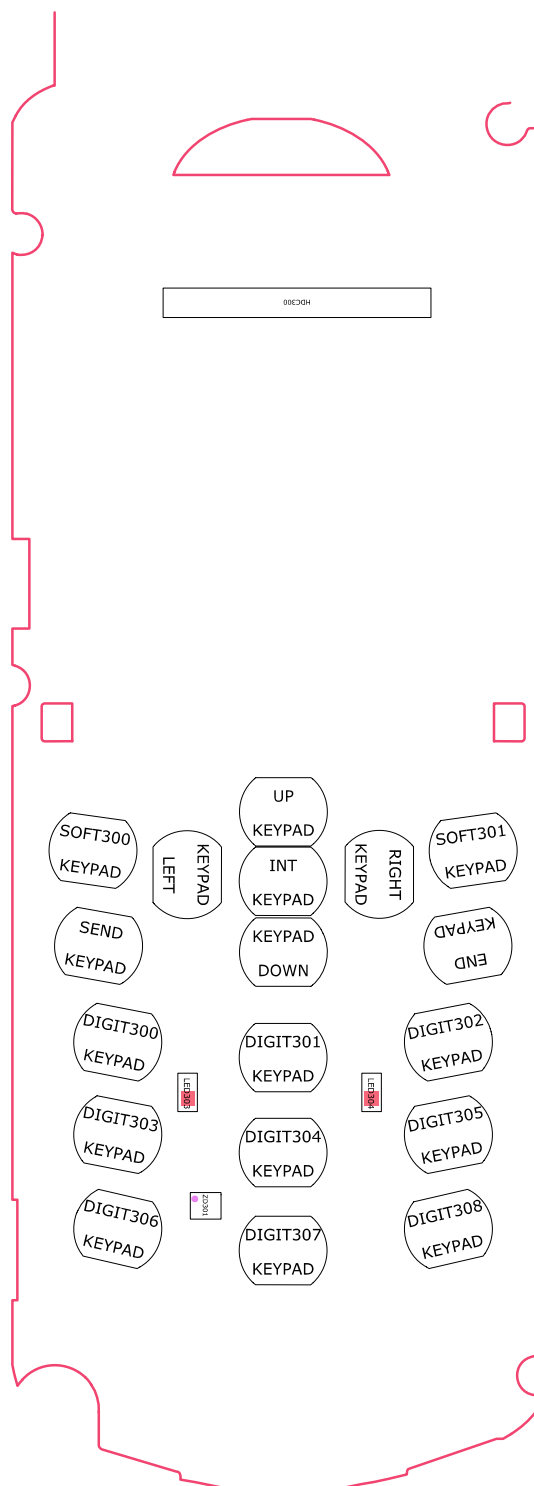 HDC300
UP
KEYPAD
SOFT300
KEYPAD
KEYPAD
LEFT
INT
KEYPAD
RIGHT
KEYPAD
SOFT301
KEYPAD
SEND
KEYPAD
KEYPAD
DOWN
END
KEYPAD
DIGIT300
KEYPAD
DIGIT301
KEYPAD
DIGIT302
KEYPAD
LED303
LED304
DIGIT303
KEYPAD
DIGIT304
KEYPAD
DIGIT305
KEYPAD
ZD301
DIGIT306
KEYPAD
DIGIT307
KEYPAD
DIGIT308
KEYPAD